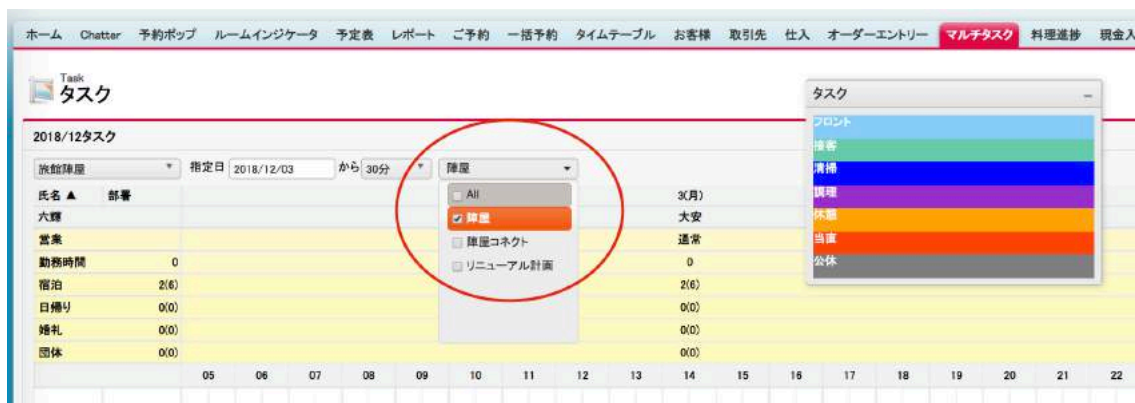 ホーム Chatter 予約ポップ ルームインジケータ 予定表 レポート ご予約 一括予約 タイムテーブル お客様 取引先 仕入 オーダーエントリー マルチタスク 料理進捗 現金入
Task
タスク
タスク −
フロント
接客
清掃
調理
休憩
当直
公休
2018/12タスク
旅館陣屋 指定日 2018/12/03 から 30分 陣屋
All
陣屋
陣屋コネクト
リニューアル計画
氏名 ▲ 部署 3(月)
六輝 大安
営業 通常
勤務時間 0 0
宿泊 2(6) 2(6)
日帰り 0(0) 0(0)
婚礼 0(0) 0(0)
団体 0(0) 0(0)
05 06 07 08 09 10 11 12 13 14 15 16 17 18 19 20 21 22